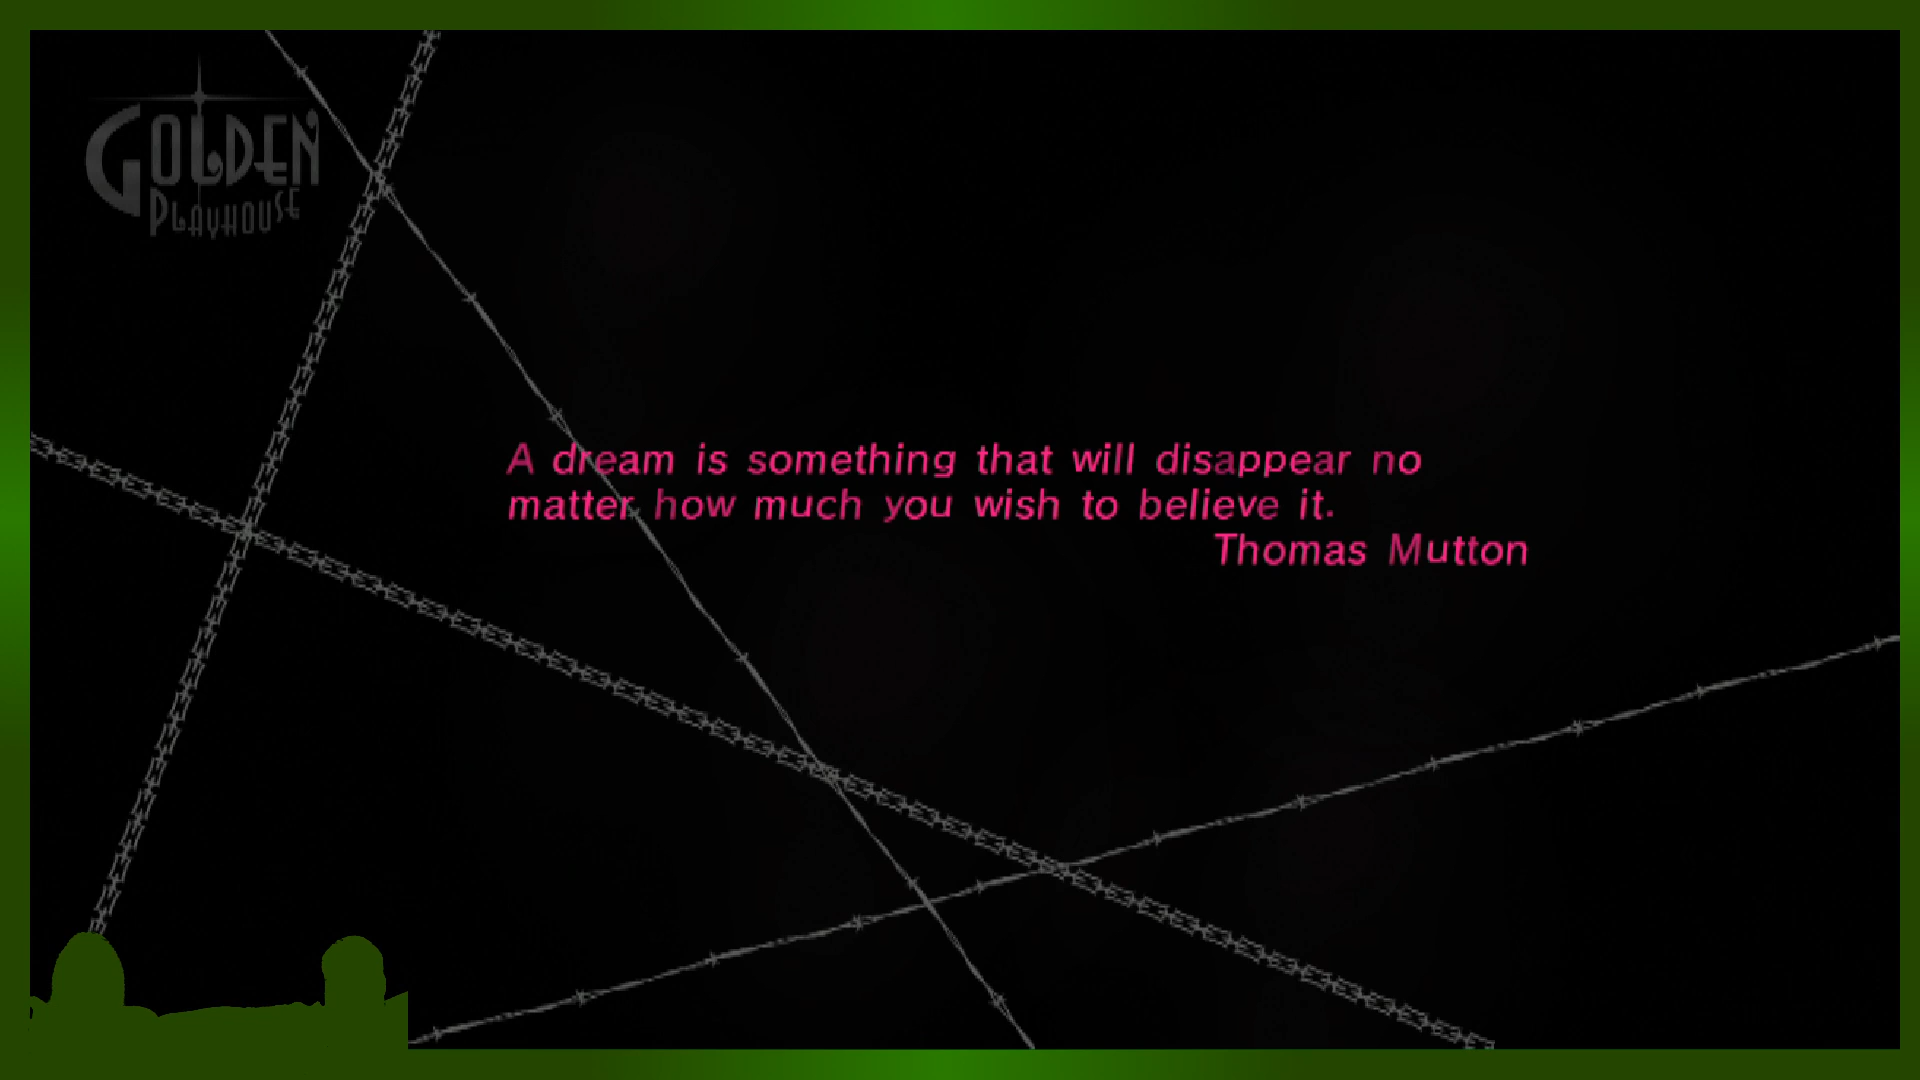 GOLDEN
PLAYHOUSE
A dream is something that will disappear no
matter how much you wish to believe it.
Thomas Mutton